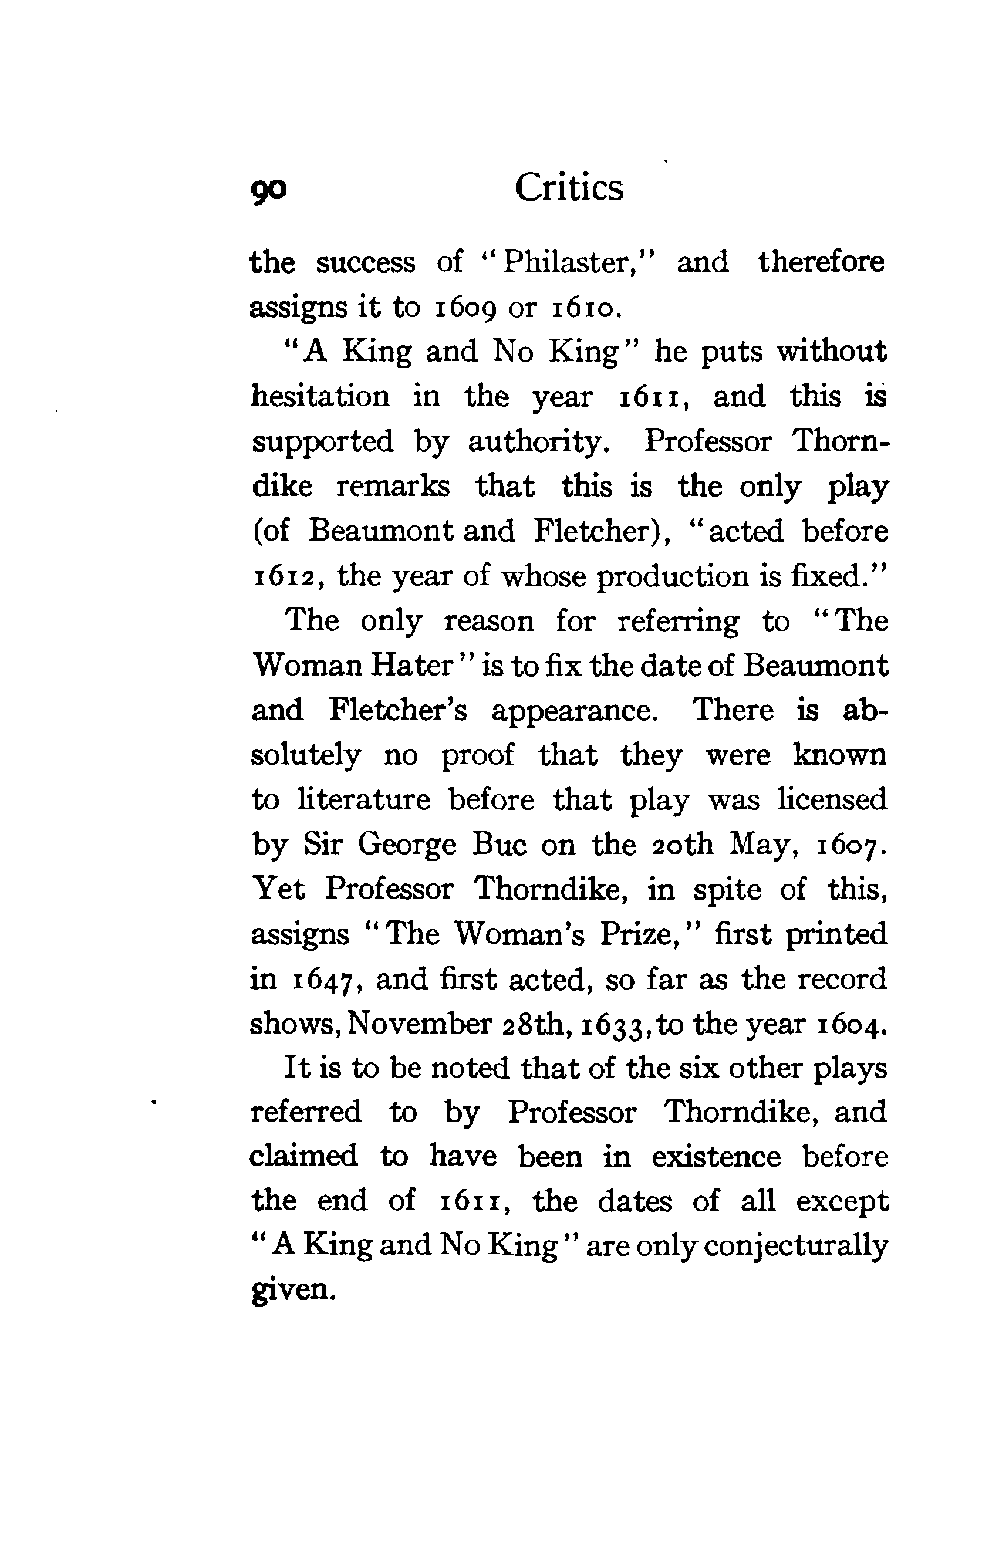 90 Critics
the success of "Philaster," and therefore
assigns it to 1609 or 1610.
"A King and No King" he puts without
hesitation in the year 1611, and this is
supported by authority. Professor Thorn-
dike remarks that this is the only play
(of Beaumont and Fletcher), "acted before
1612, the year of whose production is fixed."
The only reason for referring to "The
Woman Hater" is to fix the date of Beaumont
and Fletcher's appearance. There is ab-
solutely no proof that they were known
to literature before that play was licensed
by Sir George Buc on the 20th May, 1607.
Yet Professor Thorndike, in spite of this,
assigns "The Woman's Prize," first printed
in 1647, and first acted, so far as the record
shows, November 28th, 1633, to the year 1604.
It is to be noted that of the six other plays
referred to by Professor Thorndike, and
claimed to have been in existence before
the end of 1611, the dates of all except
"A King and No King" are only conjecturally
given.